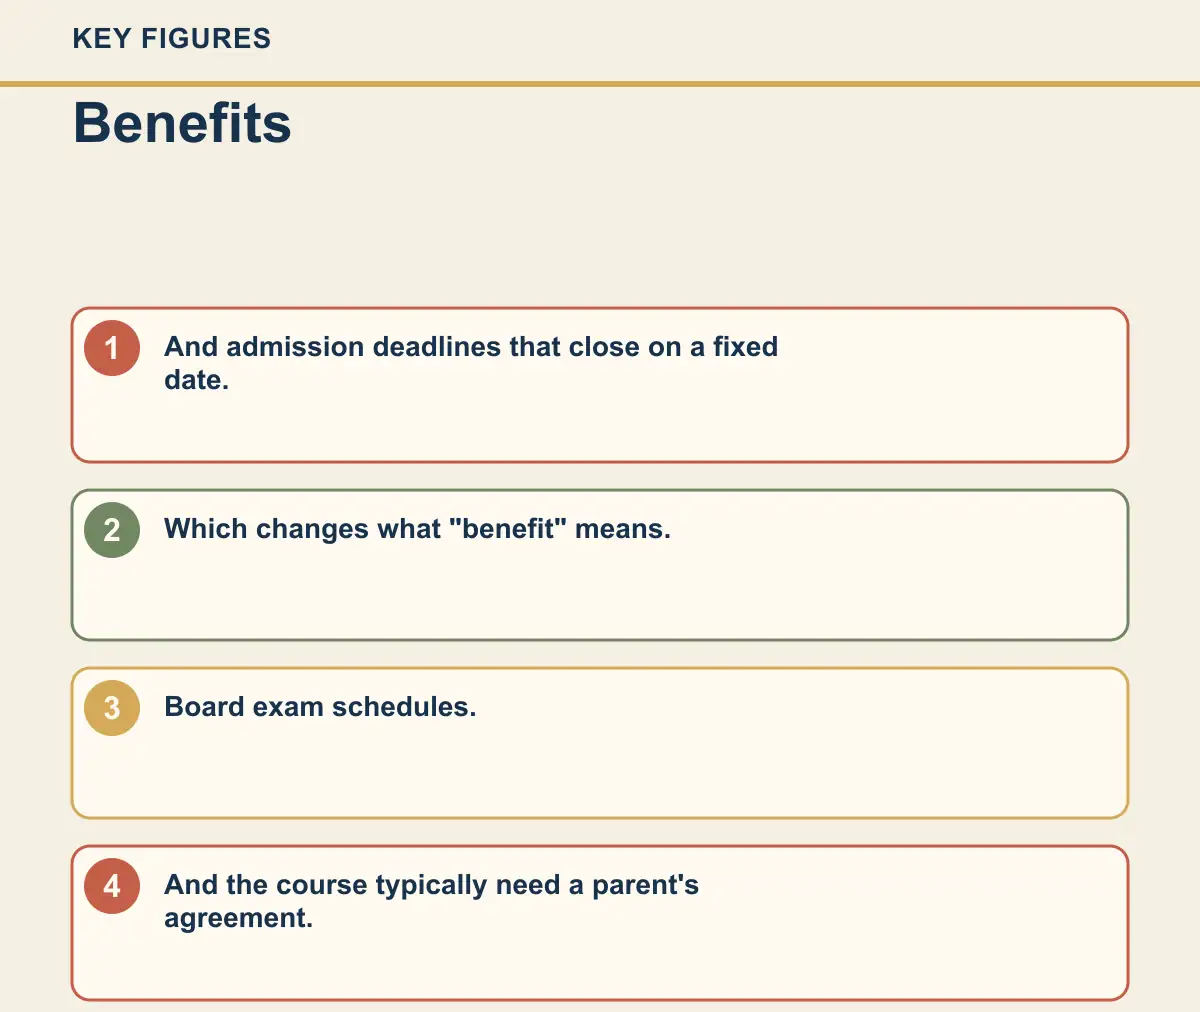 KEY FIGURES
Benefits
1
And admission deadlines that close on a fixed
date.
2
Which changes what "benefit" means.
3
Board exam schedules.
4
And the course typically need a parent's
agreement.